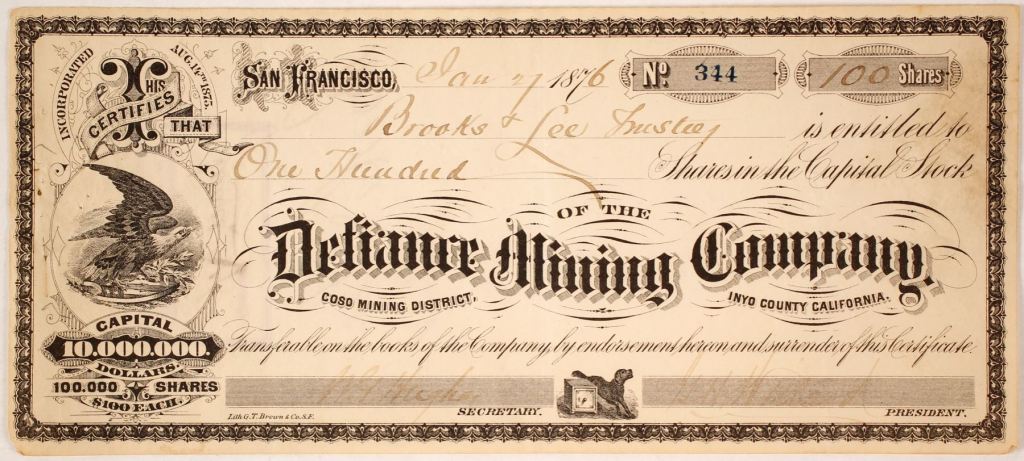 INCORPORATED AUG. 14TH 1875.
THIS
CERTIFIES
THAT
SAN FRANCISCO, Jan 27 1876
No. 344
100 Shares
Brooks & Lee Trustees is entitled to
One Hundred Shares in the Capital Stock
OF THE
Defiance Mining Company,
COSO MINING DISTRICT,
INYO COUNTY CALIFORNIA.
CAPITAL
10.000.000.
DOLLARS.
100.000 SHARES
$100 EACH.
Transferable on the books of the Company, by endorsement hereon and surrender of this Certificate.
SECRETARY.
PRESIDENT.
Lith G. T. Brown & Co. S.F.